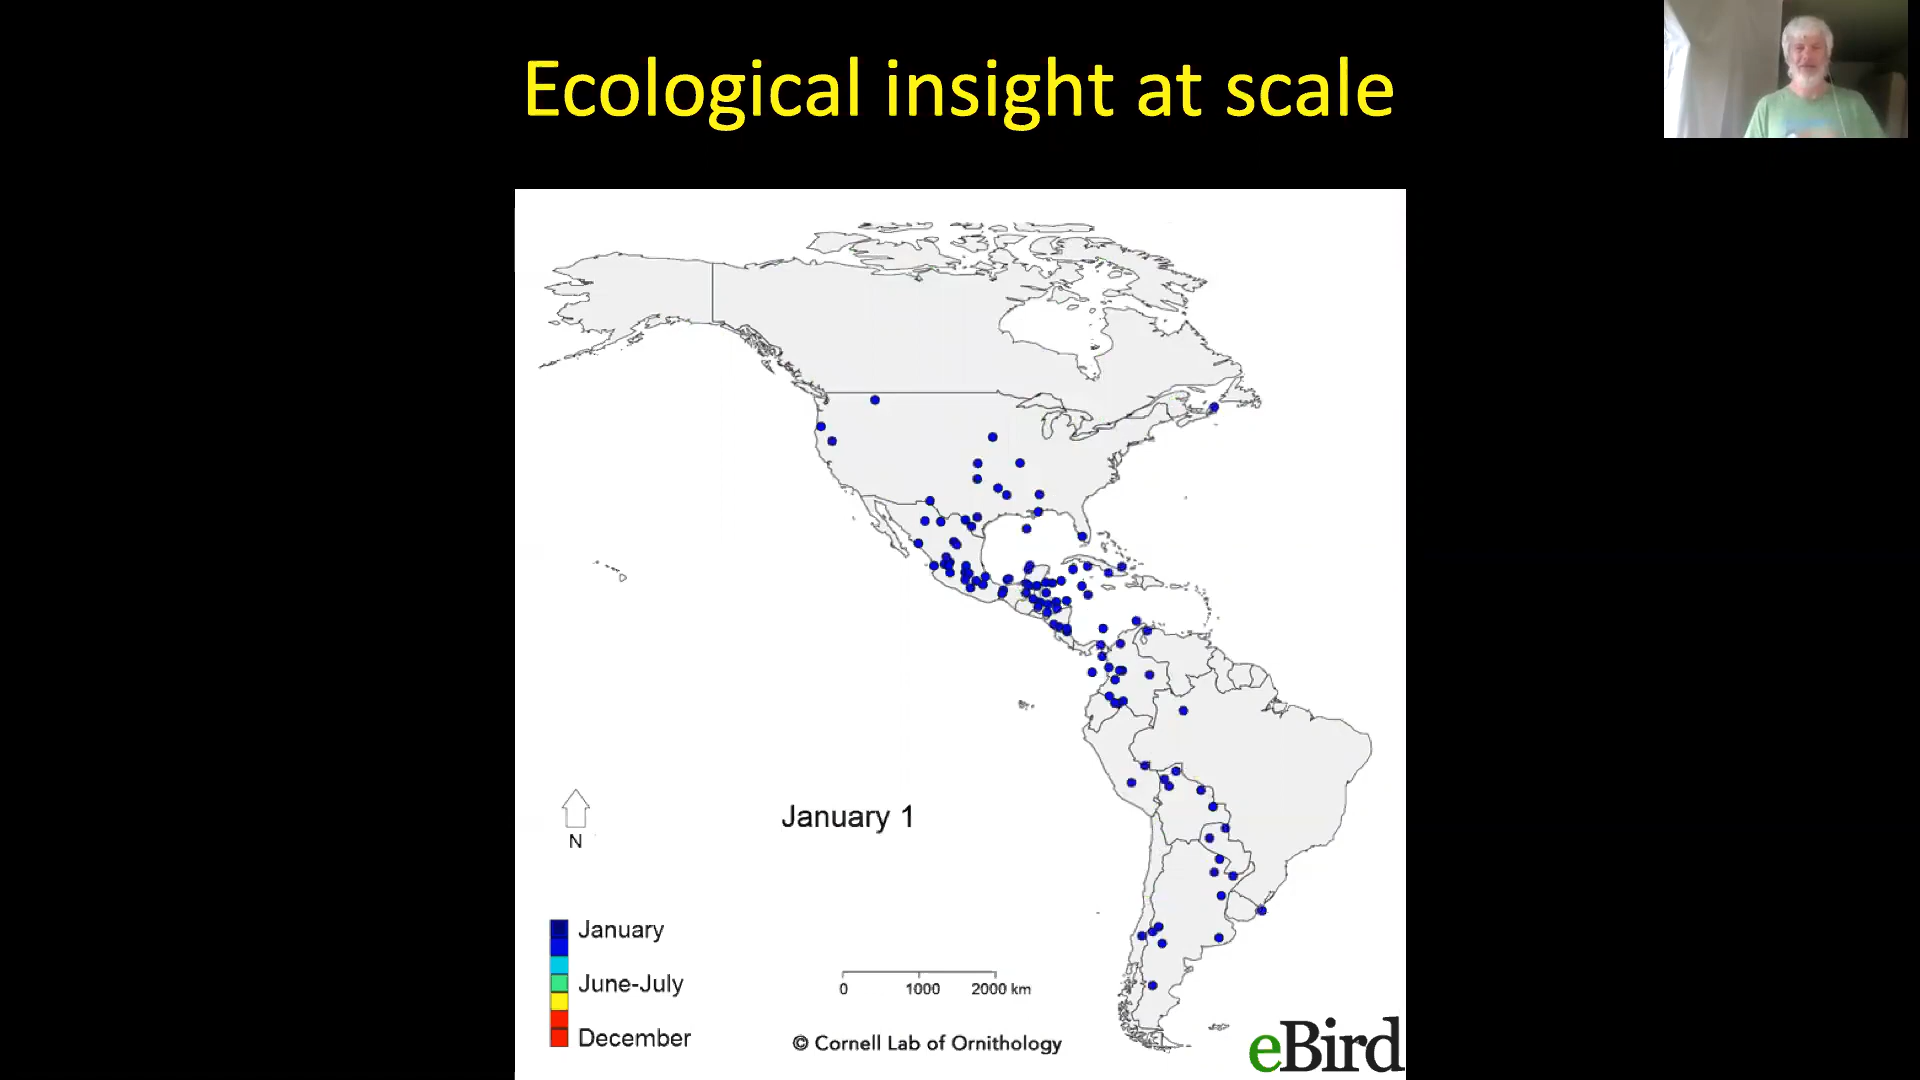 Ecological insight at scale
January 1
N
January
June-July
December
0 1000 2000 km
© Cornell Lab of Ornithology
eBird